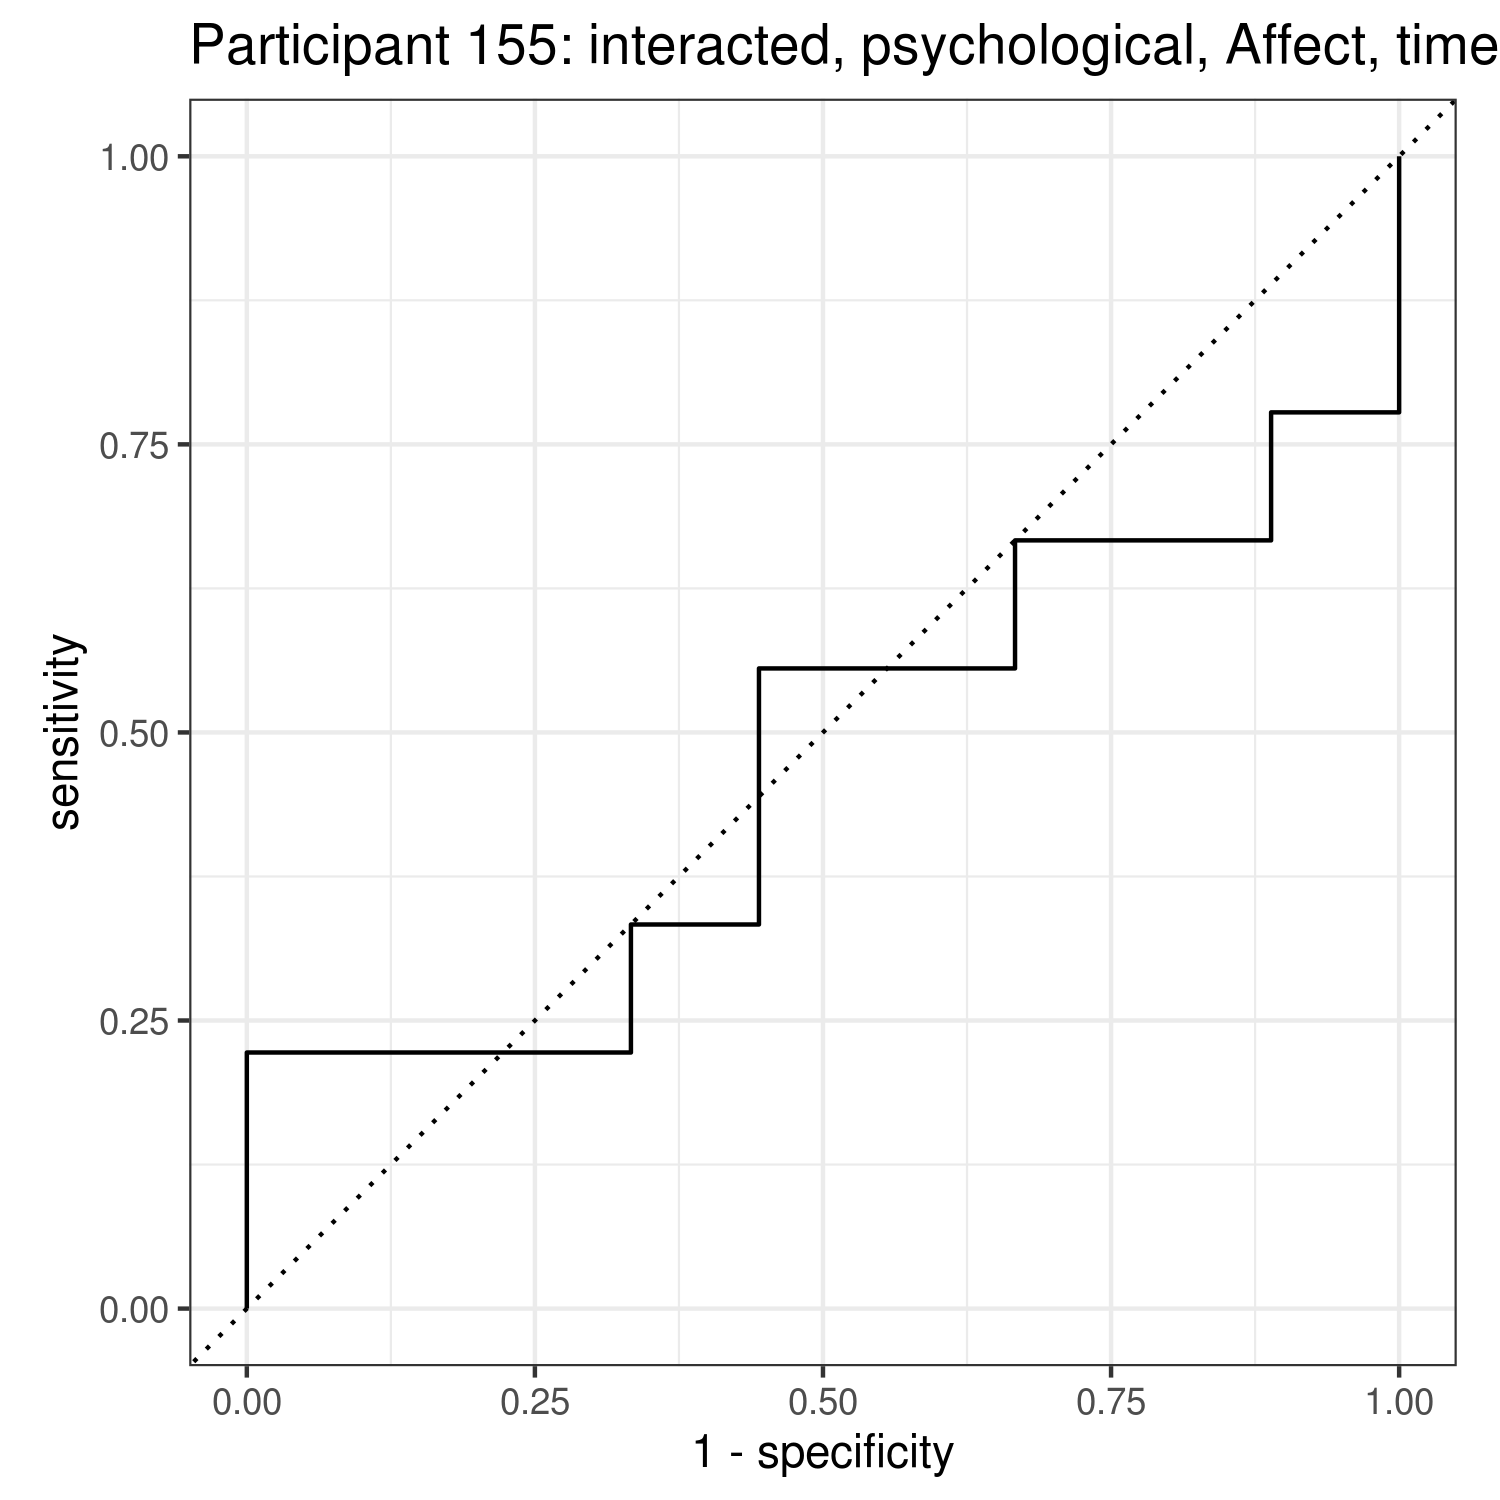 Participant 155: interacted, psychological, Affect, time
1.00
0.75
0.50
0.25
0.00
sensitivity
0.00 0.25 0.50 0.75 1.00
1 - specificity